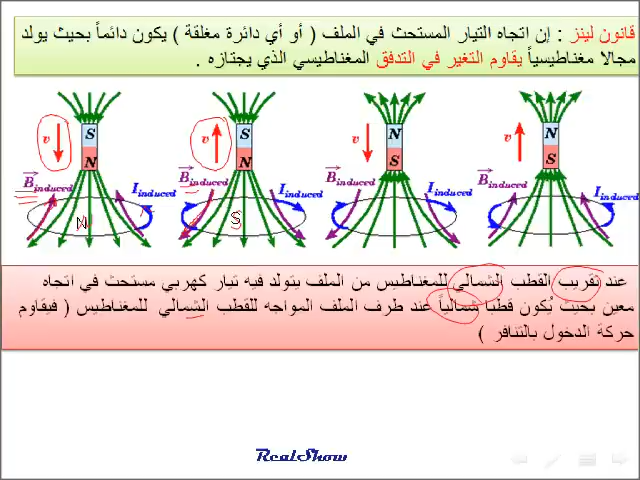 قانون لينز : إن اتجاه التيار المستحث في الملف ( أو أي دائرة مغلقة ) يكون دائماً بحيث يولد
مجالا مغناطيسياً يقاوم التغير في التدفق المغناطيسي الذي يجتازه .
S S N N
v v v v
N N S S
B induced B induced B induced B induced
I induced I induced I induced I induced
N S
عند تقريب القطب الشمالي للمغناطيس من الملف يتولد فيه تيار كهربي مستحث في اتجاه
معين بحيث يُكون قطبا شمالياً عند طرف الملف المواجه للقطب الشمالي للمغناطيس ( فيقاوم
حركة الدخول بالتنافر )
RealShow